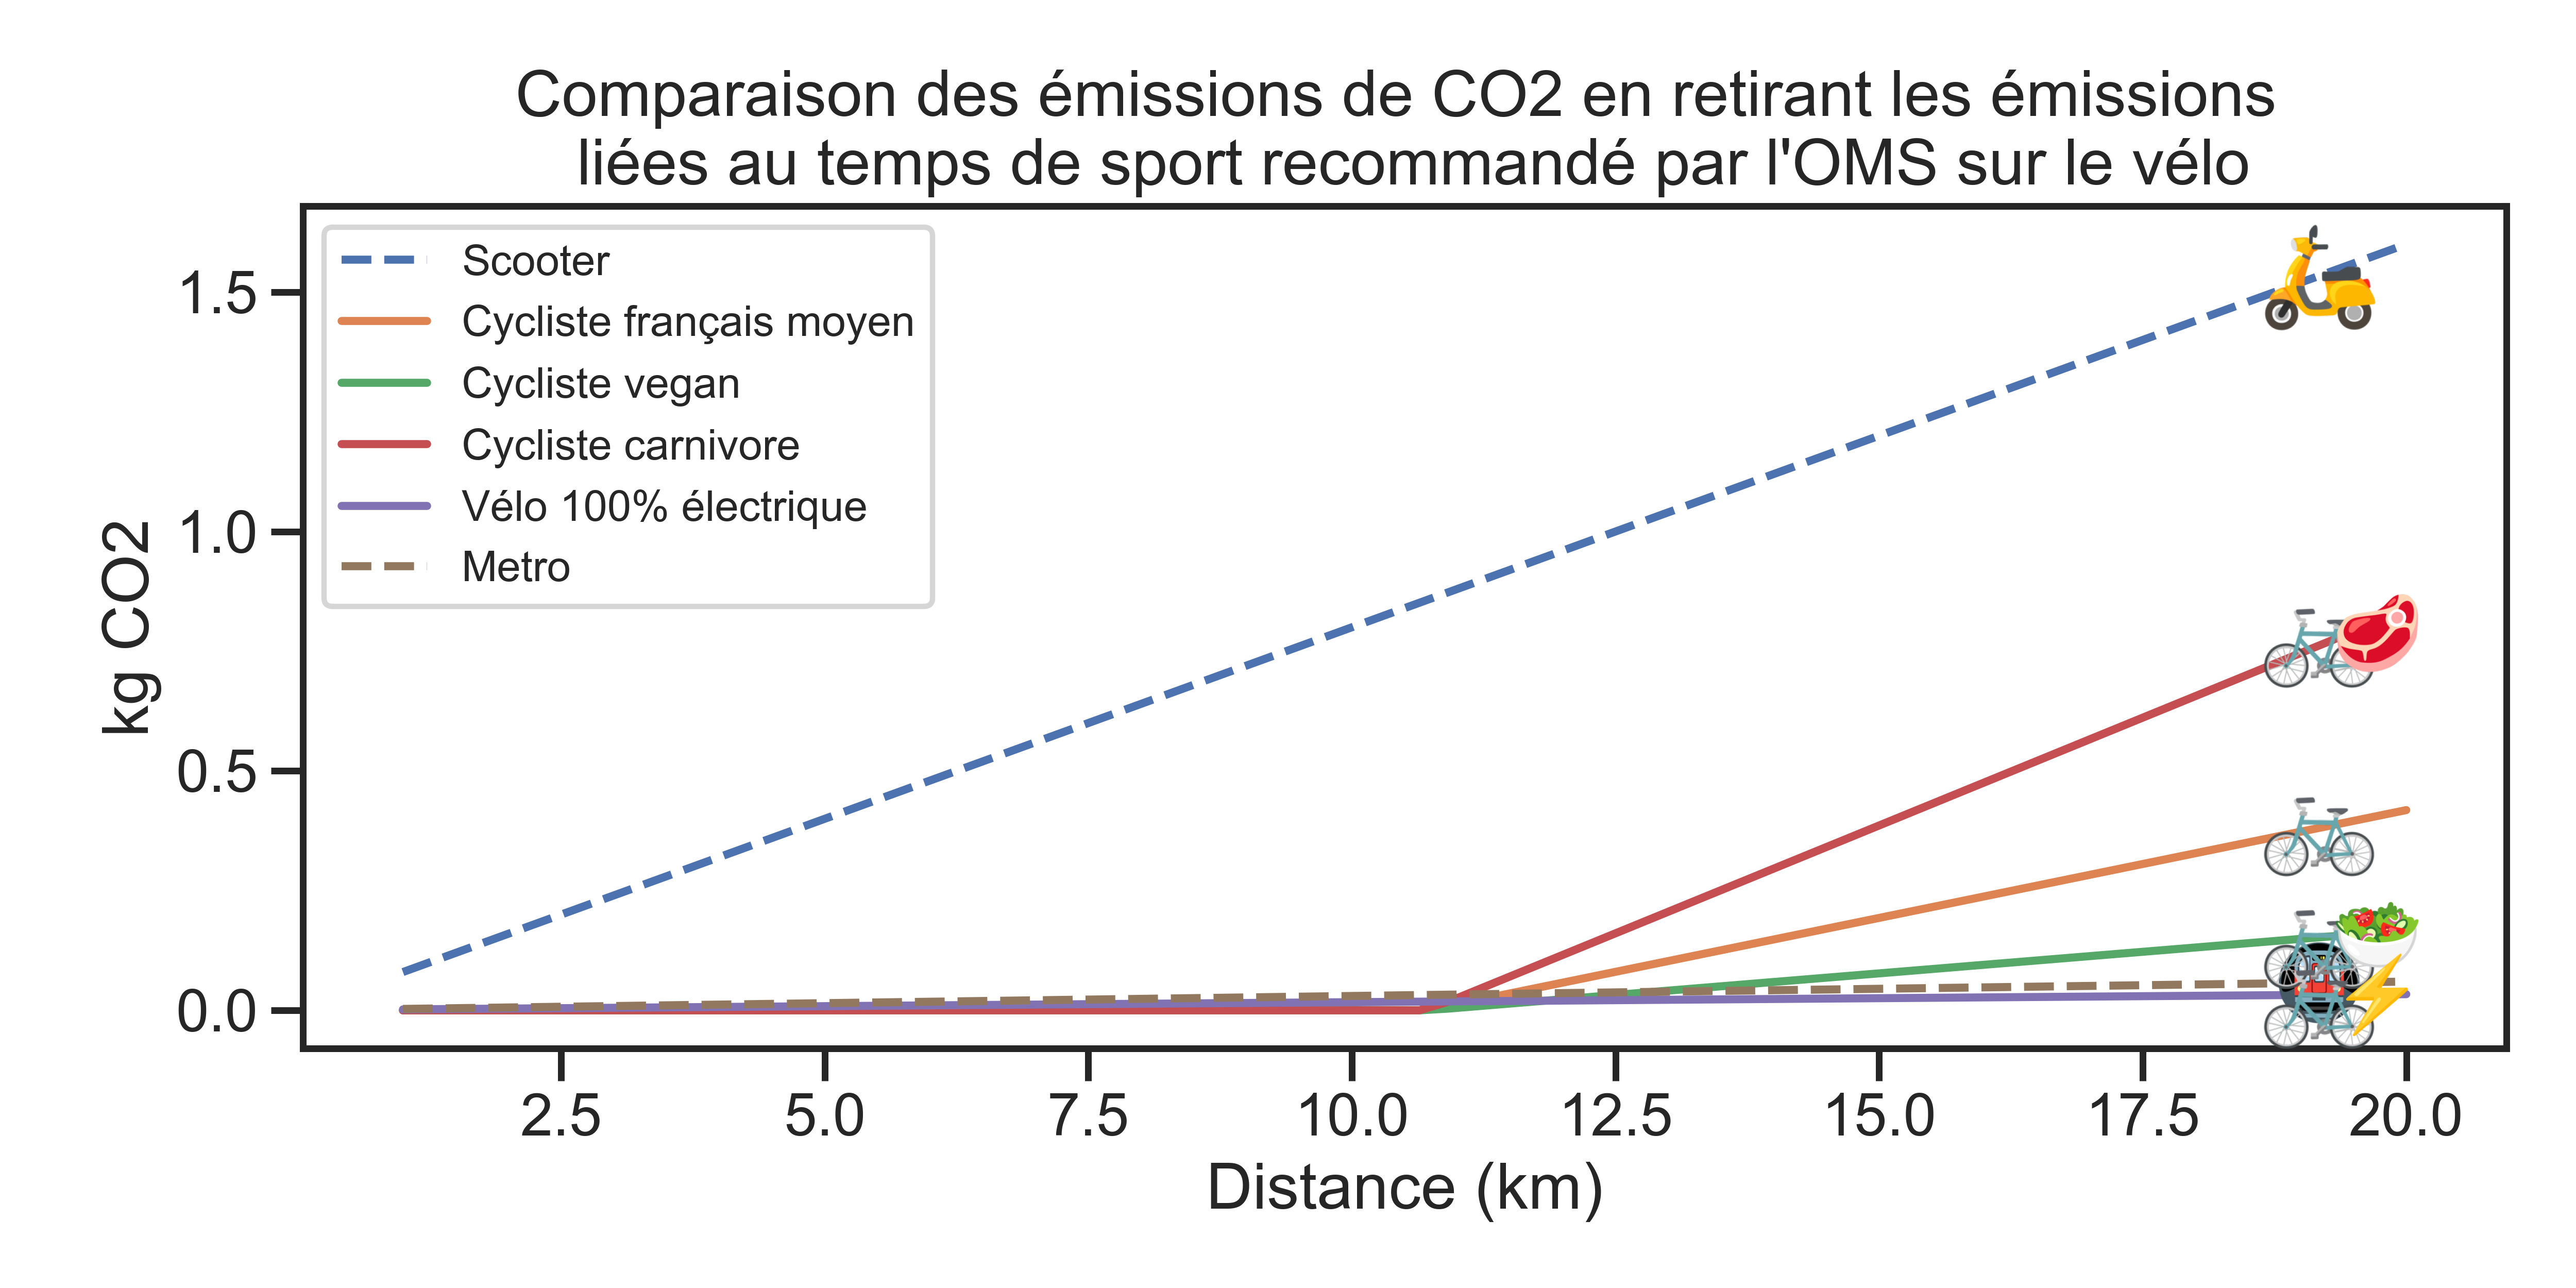 Comparaison des émissions de CO2 en retirant les émissions
liées au temps de sport recommandé par l'OMS sur le vélo
Scooter
Cycliste français moyen
Cycliste vegan
Cycliste carnivore
Vélo 100% électrique
Metro
kg CO2
1.5
1.0
0.5
0.0
2.5 5.0 7.5 10.0 12.5 15.0 17.5 20.0
Distance (km)